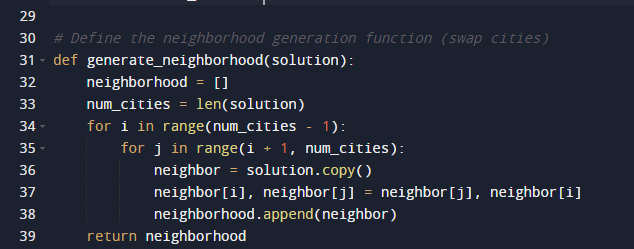 29
30 # Define the neighborhood generation function (swap cities)
31 def generate_neighborhood(solution):
32     neighborhood = []
33     num_cities = len(solution)
34     for i in range(num_cities - 1):
35         for j in range(i + 1, num_cities):
36             neighbor = solution.copy()
37             neighbor[i], neighbor[j] = neighbor[j], neighbor[i]
38             neighborhood.append(neighbor)
39     return neighborhood